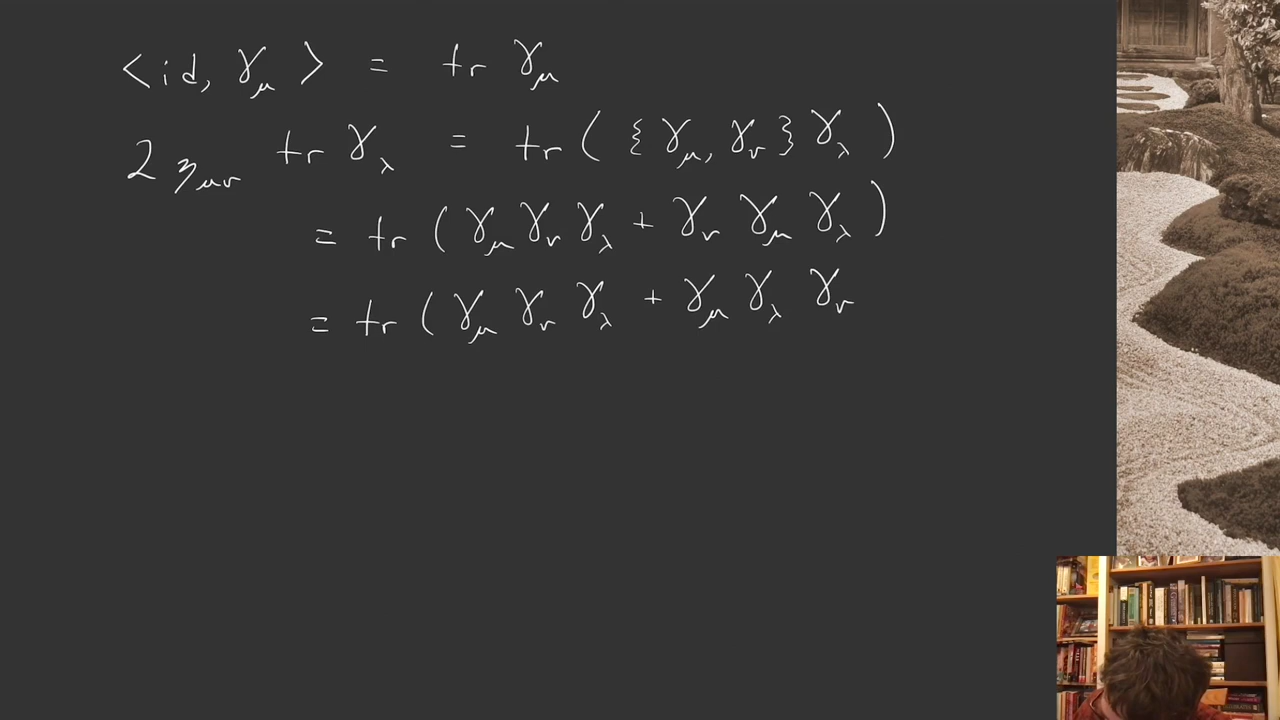 <id, γ_μ> = tr γ_μ
2 η_μν tr γ_λ = tr ( { γ_μ, γ_ν } γ_λ )
= tr ( γ_μ γ_ν γ_λ + γ_ν γ_μ γ_λ )
= tr ( γ_μ γ_ν γ_λ + γ_μ γ_λ γ_ν